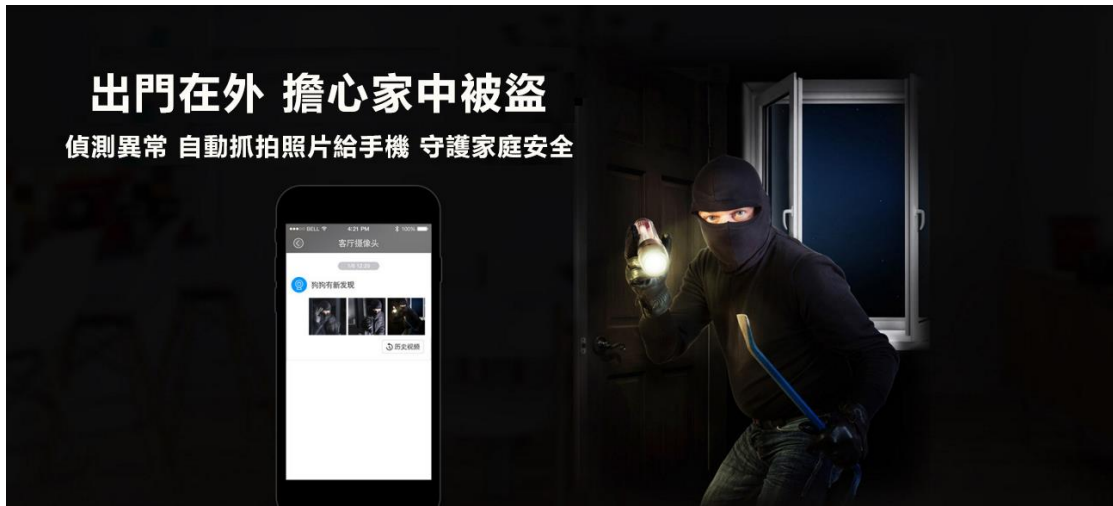 出門在外 擔心家中被盜
偵測異常 自動抓拍照片給手機 守護家庭安全
BELL 4:21 PM 100%
客厅摄像头
狗狗有新发现
历史视频